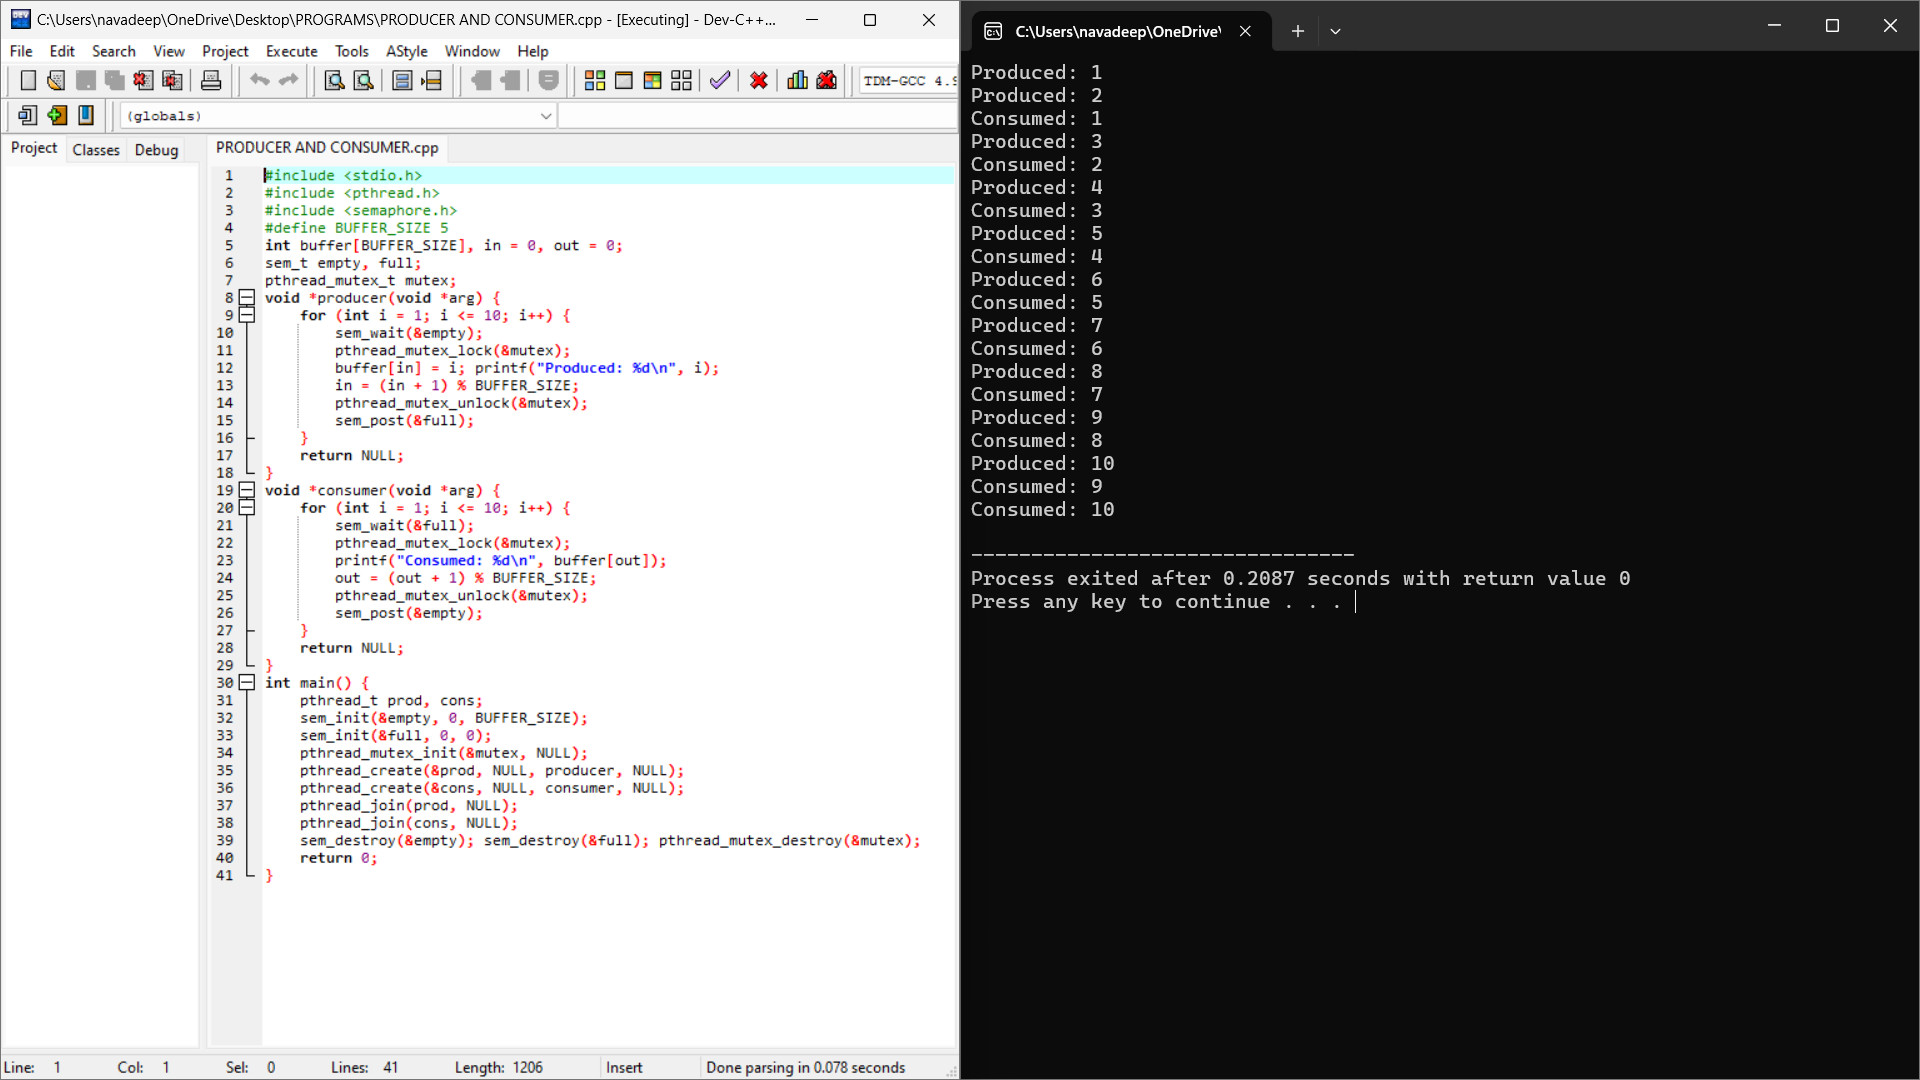 C:\Users\navadeep\OneDrive\Desktop\PROGRAMS\PRODUCER AND CONSUMER.cpp - [Executing] - Dev-C++...
File Edit Search View Project Execute Tools AStyle Window Help
TDM-GCC 4.9
(globals)
Project Classes Debug
PRODUCER AND CONSUMER.cpp
1 #include <stdio.h>
2 #include <pthread.h>
3 #include <semaphore.h>
4 #define BUFFER_SIZE 5
5 int buffer[BUFFER_SIZE], in = 0, out = 0;
6 sem_t empty, full;
7 pthread_mutex_t mutex;
8 void *producer(void *arg) {
9     for (int i = 1; i <= 10; i++) {
10         sem_wait(&empty);
11         pthread_mutex_lock(&mutex);
12         buffer[in] = i; printf("Produced: %d\n", i);
13         in = (in + 1) % BUFFER_SIZE;
14         pthread_mutex_unlock(&mutex);
15         sem_post(&full);
16     }
17     return NULL;
18 }
19 void *consumer(void *arg) {
20     for (int i = 1; i <= 10; i++) {
21         sem_wait(&full);
22         pthread_mutex_lock(&mutex);
23         printf("Consumed: %d\n", buffer[out]);
24         out = (out + 1) % BUFFER_SIZE;
25         pthread_mutex_unlock(&mutex);
26         sem_post(&empty);
27     }
28     return NULL;
29 }
30 int main() {
31     pthread_t prod, cons;
32     sem_init(&empty, 0, BUFFER_SIZE);
33     sem_init(&full, 0, 0);
34     pthread_mutex_init(&mutex, NULL);
35     pthread_create(&prod, NULL, producer, NULL);
36     pthread_create(&cons, NULL, consumer, NULL);
37     pthread_join(prod, NULL);
38     pthread_join(cons, NULL);
39     sem_destroy(&empty); sem_destroy(&full); pthread_mutex_destroy(&mutex);
40     return 0;
41 }
Line: 1 Col: 1 Sel: 0 Lines: 41 Length: 1206 Insert Done parsing in 0.078 seconds
C:\Users\navadeep\OneDrive\
Produced: 1
Produced: 2
Consumed: 1
Produced: 3
Consumed: 2
Produced: 4
Consumed: 3
Produced: 5
Consumed: 4
Produced: 6
Consumed: 5
Produced: 7
Consumed: 6
Produced: 8
Consumed: 7
Produced: 9
Consumed: 8
Produced: 10
Consumed: 9
Consumed: 10
--------------------------------
Process exited after 0.2087 seconds with return value 0
Press any key to continue . . .